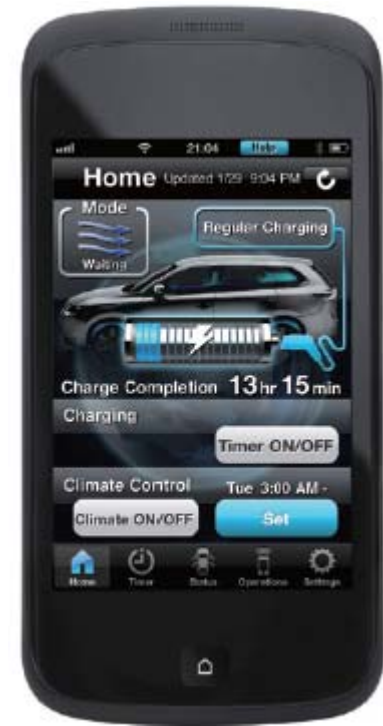 21:04 Help
Home Updated 1/29 9:04 PM
Mode
Regular Charging
Waiting
Charge Completion 13hr 15min
Charging
Timer ON/OFF
Climate Control Tue 3:00 AM -
Climate ON/OFF Set
Home Timer Status Operations Settings